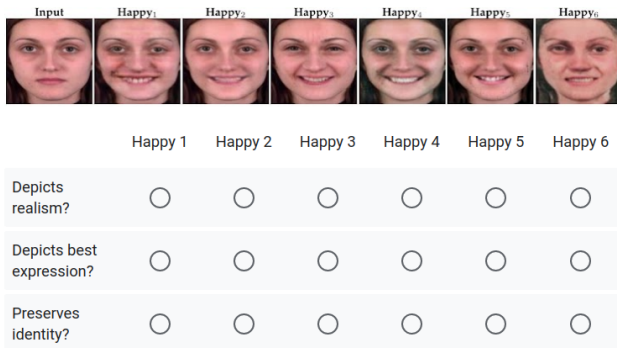 Input Happy₁ Happy₂ Happy₃ Happy₄ Happy₅ Happy₆
Happy 1 Happy 2 Happy 3 Happy 4 Happy 5 Happy 6
Depicts
realism?
Depicts best
expression?
Preserves
identity?